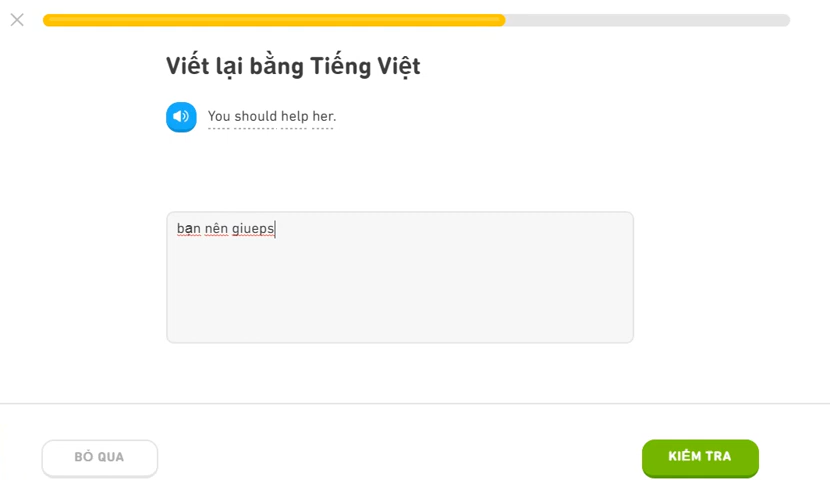 Viết lại bằng Tiếng Việt
You should help her.
bạn nên giueps
BỎ QUA
KIỂM TRA